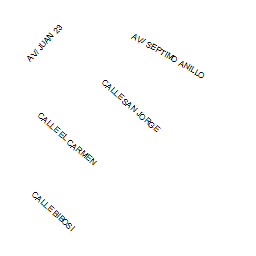 AV/ JUAN 23
AV/ SEPTIMO ANILLO
CALLE SAN JORGE
CALLE EL CARMEN
CALLE BIBOSI